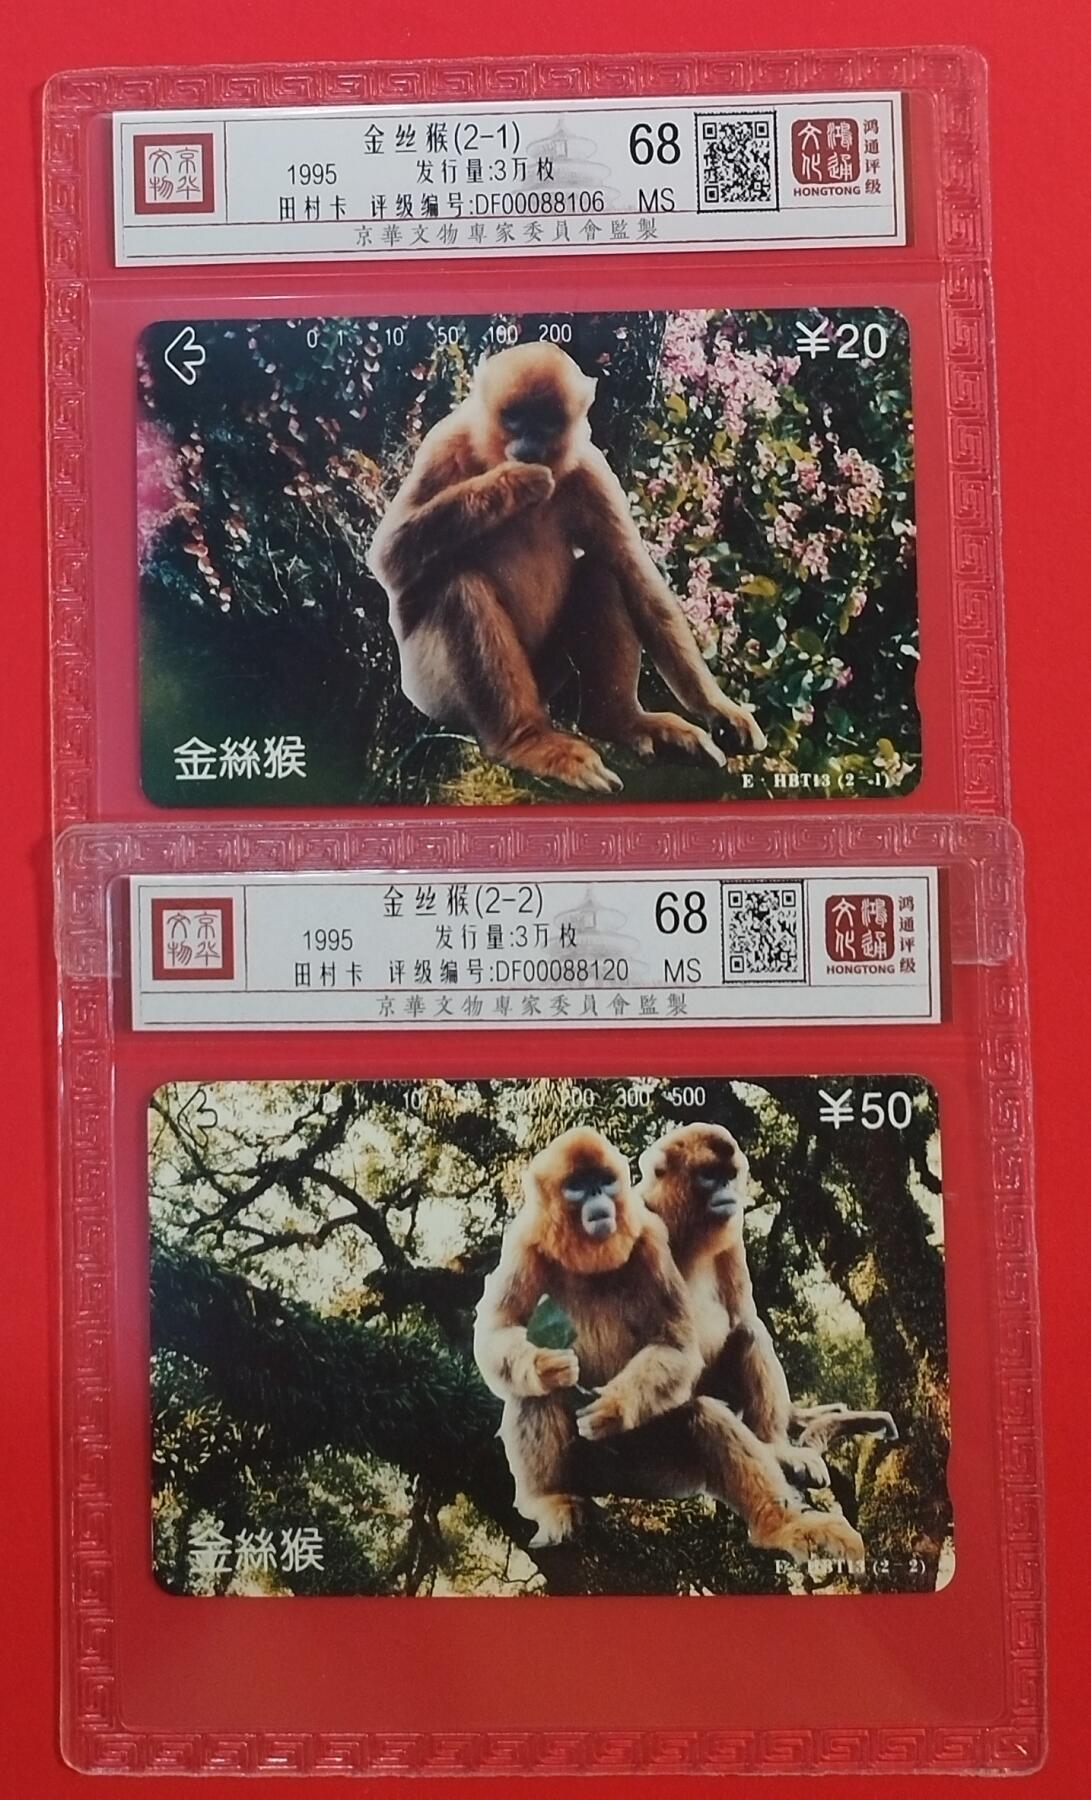 京华文物
金丝猴(2-1)
1995
发行量:3万枚
68
田村卡 评级编号:DF00088106 MS
京華文物專家委員會監製
鴻通文化
HONGTONG
鸿通评级
0 1 10 50 100 200
¥20
金絲猴
E·HBT13(2-1)
京华文物
金丝猴(2-2)
1995
发行量:3万枚
68
田村卡 评级编号:DF00088120 MS
京華文物專家委員會監製
鴻通文化
HONGTONG
鸿通评级
0 1 10 50 100 200 300 500
¥50
金絲猴
E·HBT13(2-2)